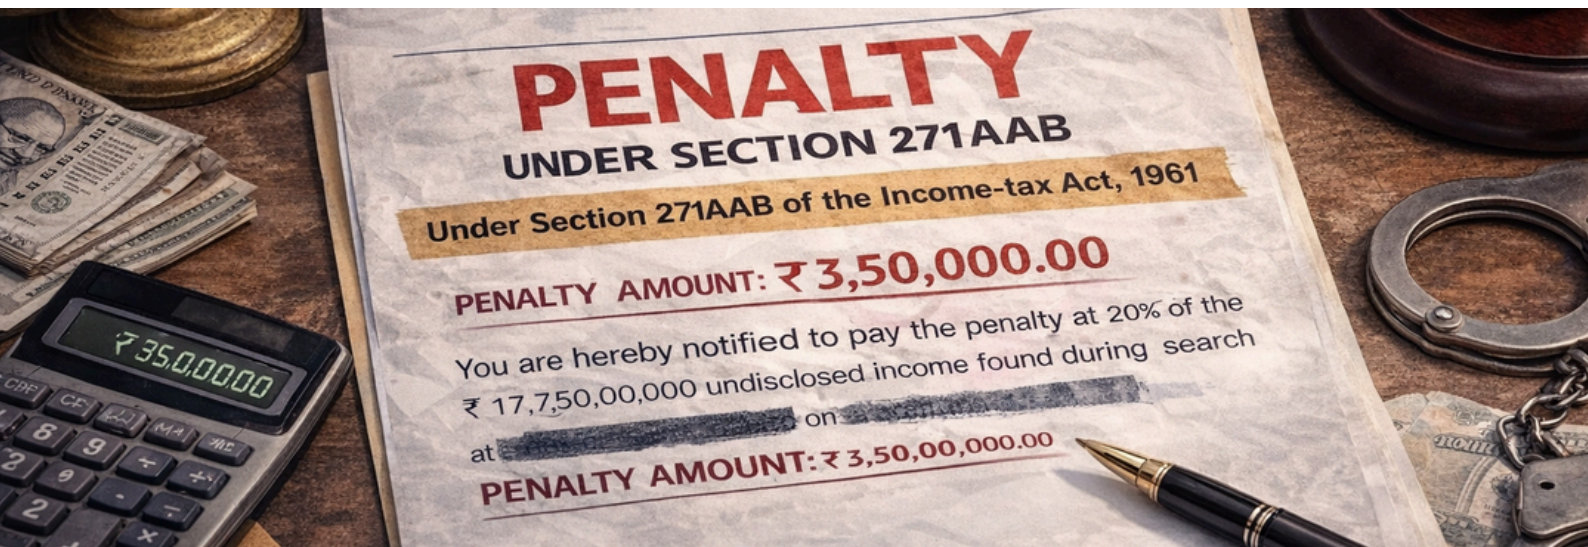 PENALTY
UNDER SECTION 271AAB
Under Section 271AAB of the Income-tax Act, 1961
PENALTY AMOUNT: ₹ 3,50,000.00
You are hereby notified to pay the penalty at 20% of the
₹ 17,7,50,00,000 undisclosed income found during search
at on
PENALTY AMOUNT: ₹ 3,50,00,000.00
₹ 35,0.00.00